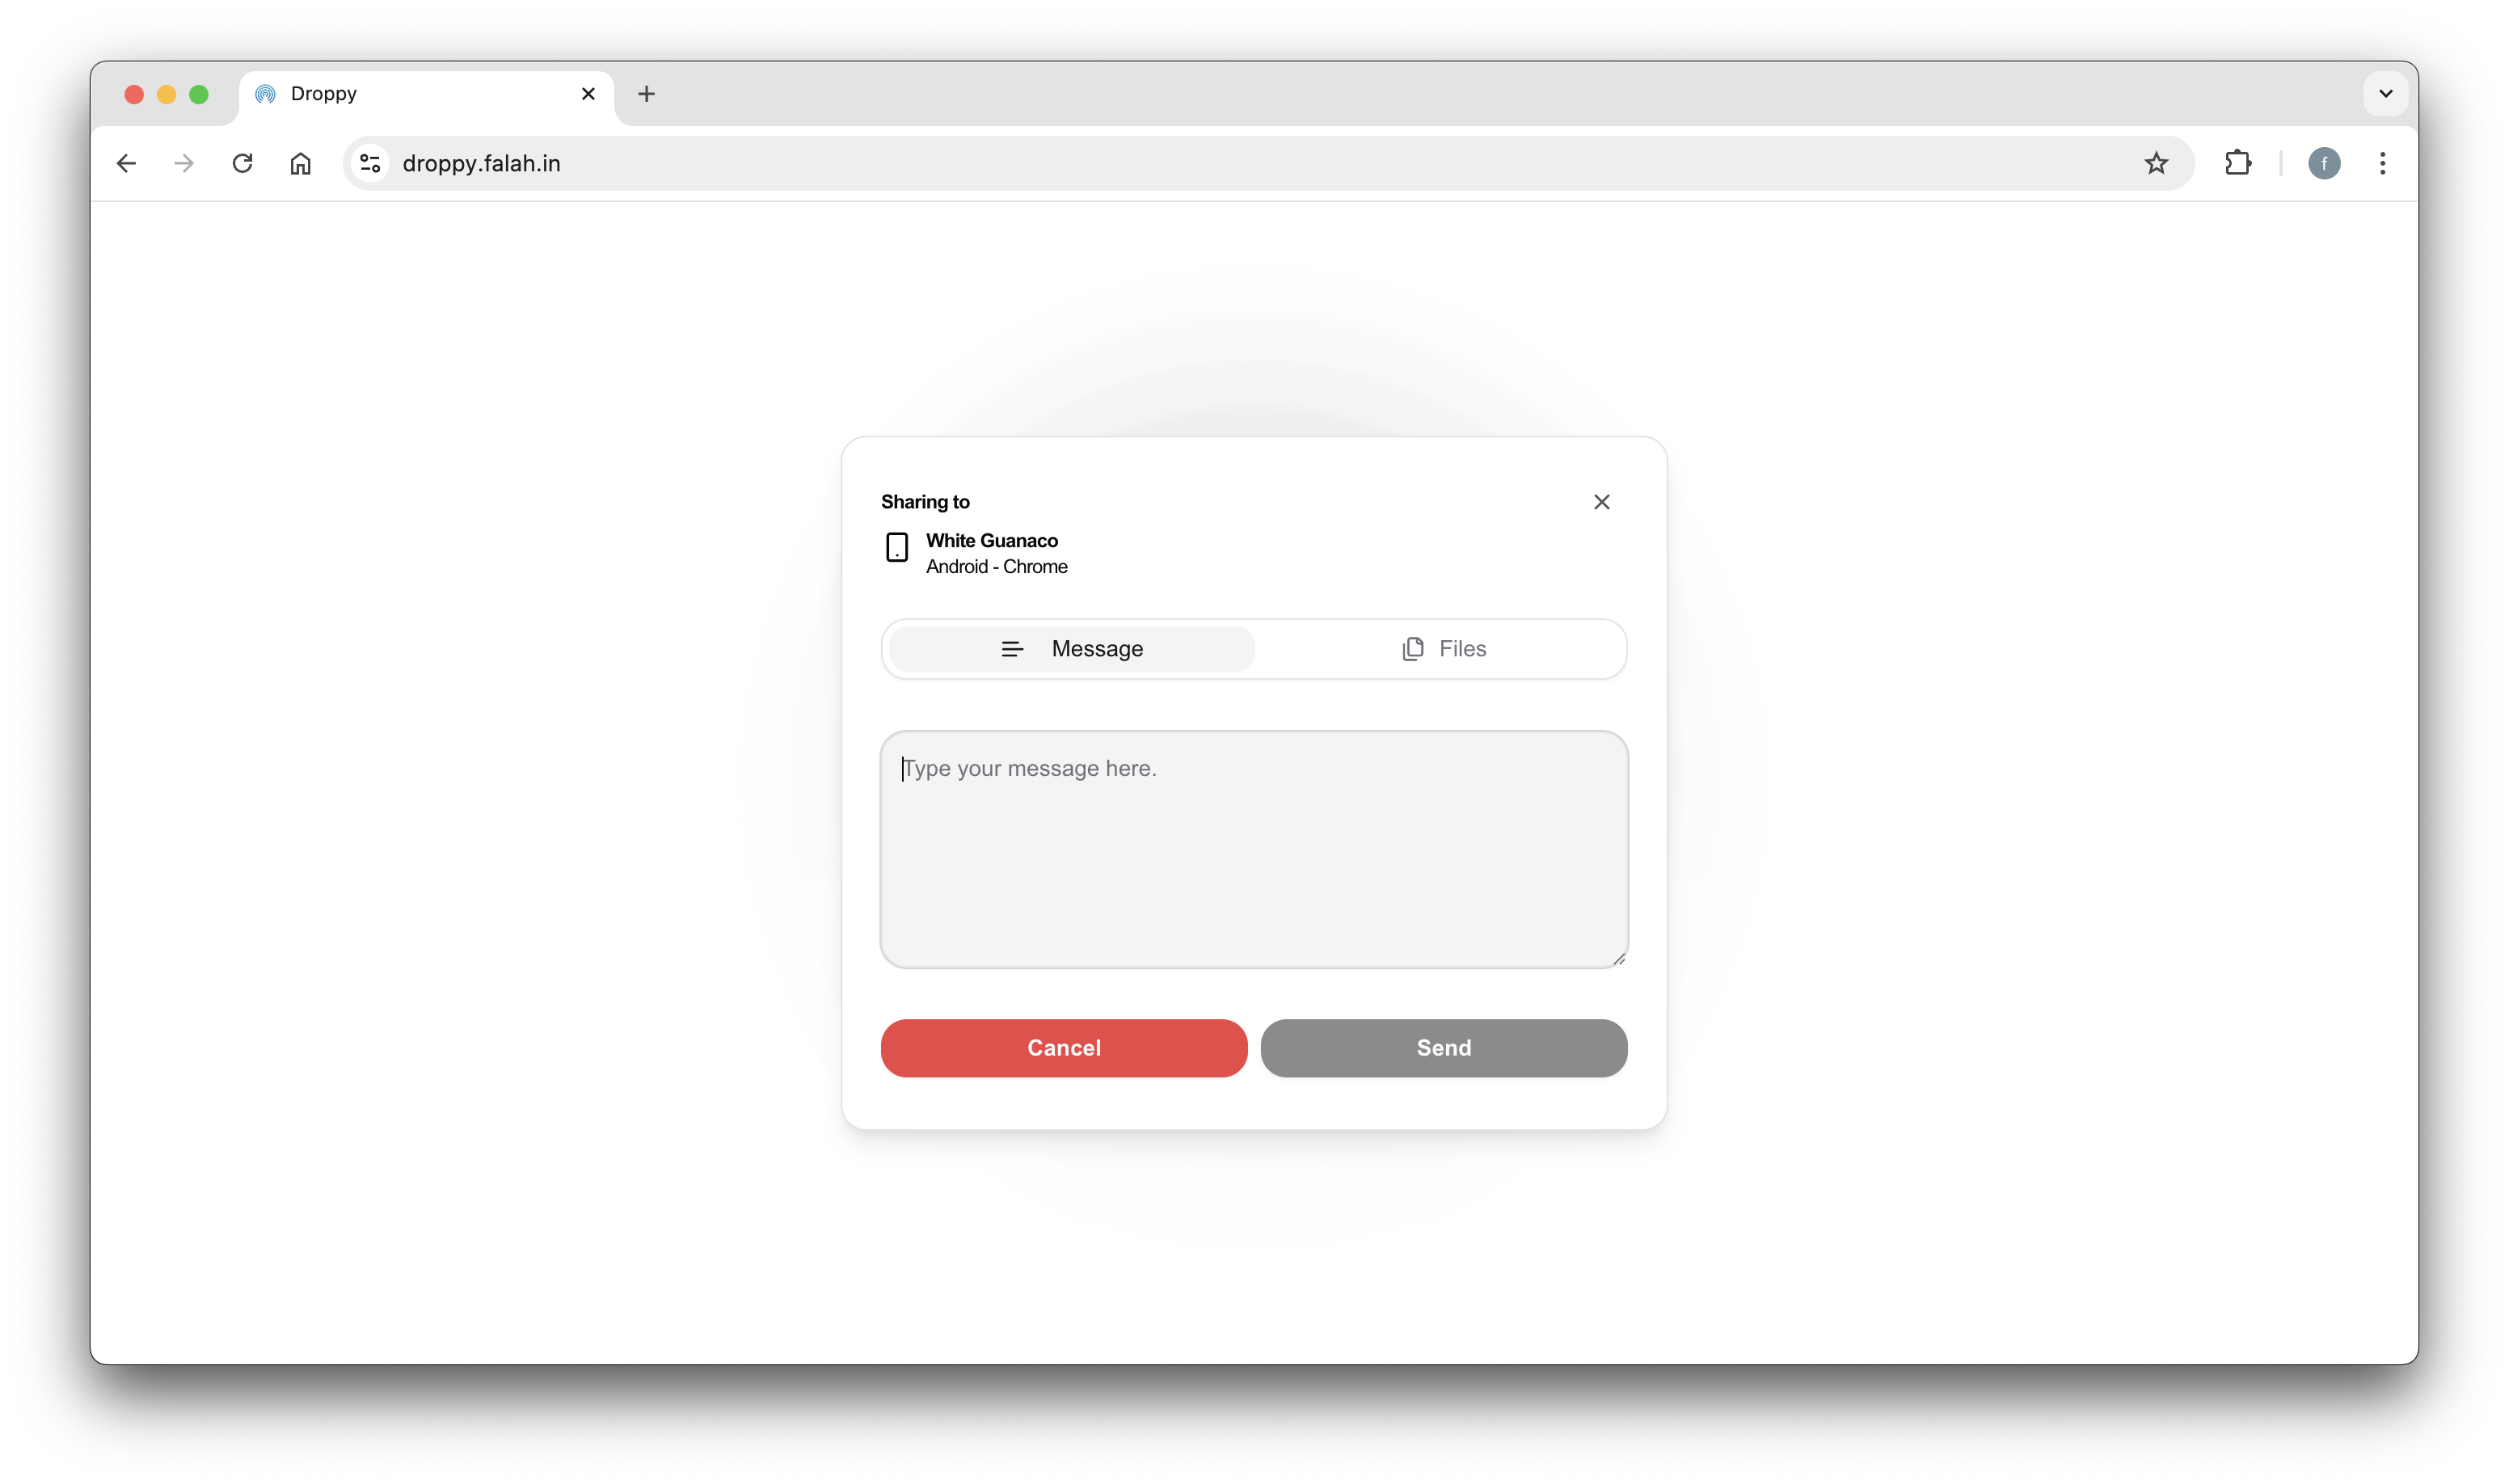 Droppy
droppy.falah.in
f
Sharing to
White Guanaco
Android - Chrome
Message
Files
Type your message here.
Cancel
Send